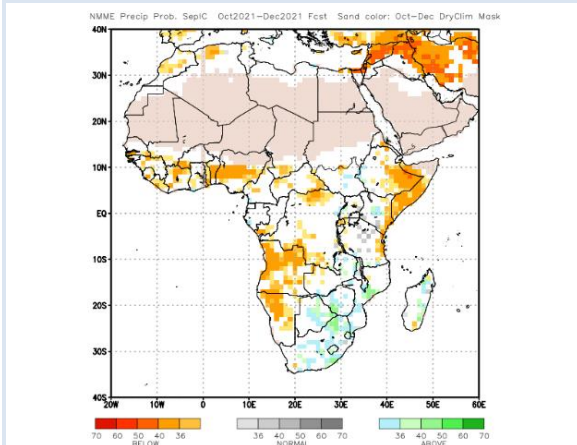 NMME Precip Prob. SepIC Oct2021-Dec2021 Fcst Sand color: Oct-Dec DryClim Mask
40N
30N
20N
10N
EQ
10S
20S
30S
40S
20W 10W 0 10E 20E 30E 40E 50E 60E
70 60 50 40 36 36 40 60 70 36 40 50 60 70
BELOW NORMAL ABOVE